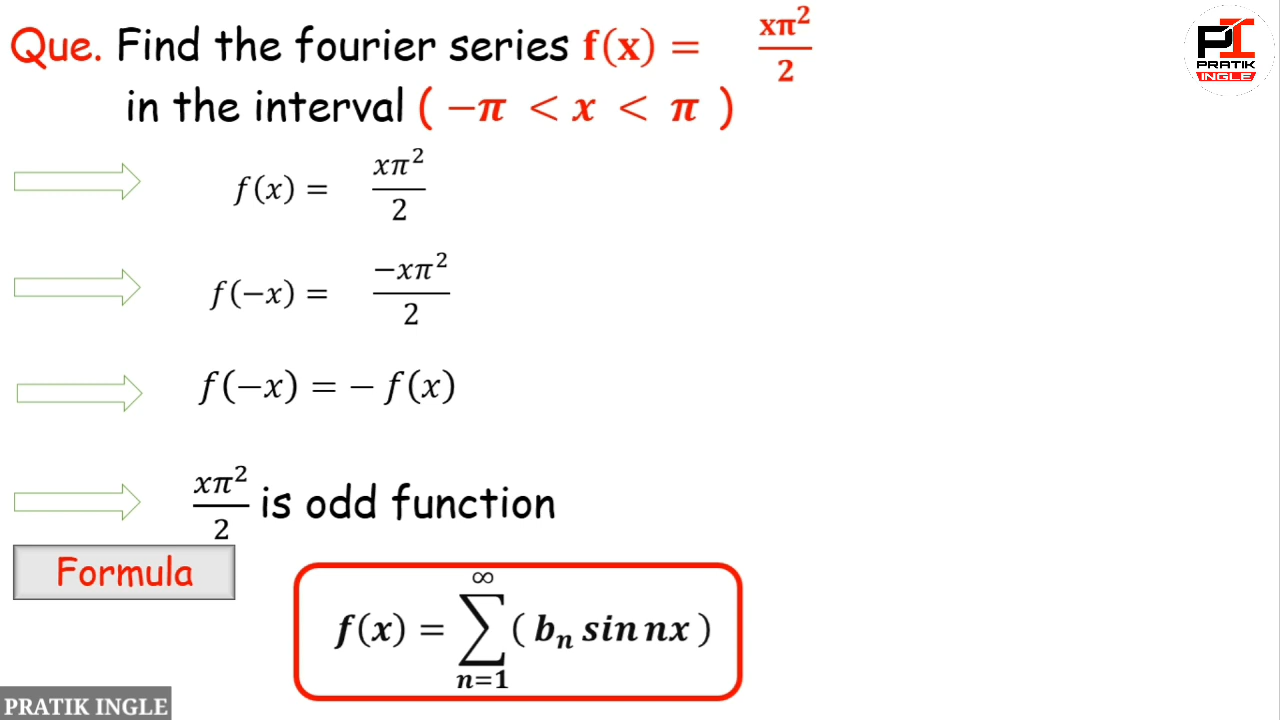 Que. Find the fourier series f(x) = xπ²/2
in the interval ( −π < x < π )
PRATIK
INGLE
f(x) = xπ²/2
f(−x) = −xπ²/2
f(−x) = − f(x)
xπ²/2 is odd function
Formula
f(x) = ∑_{n=1}^{∞} ( bₙ sin nx )
PRATIK INGLE